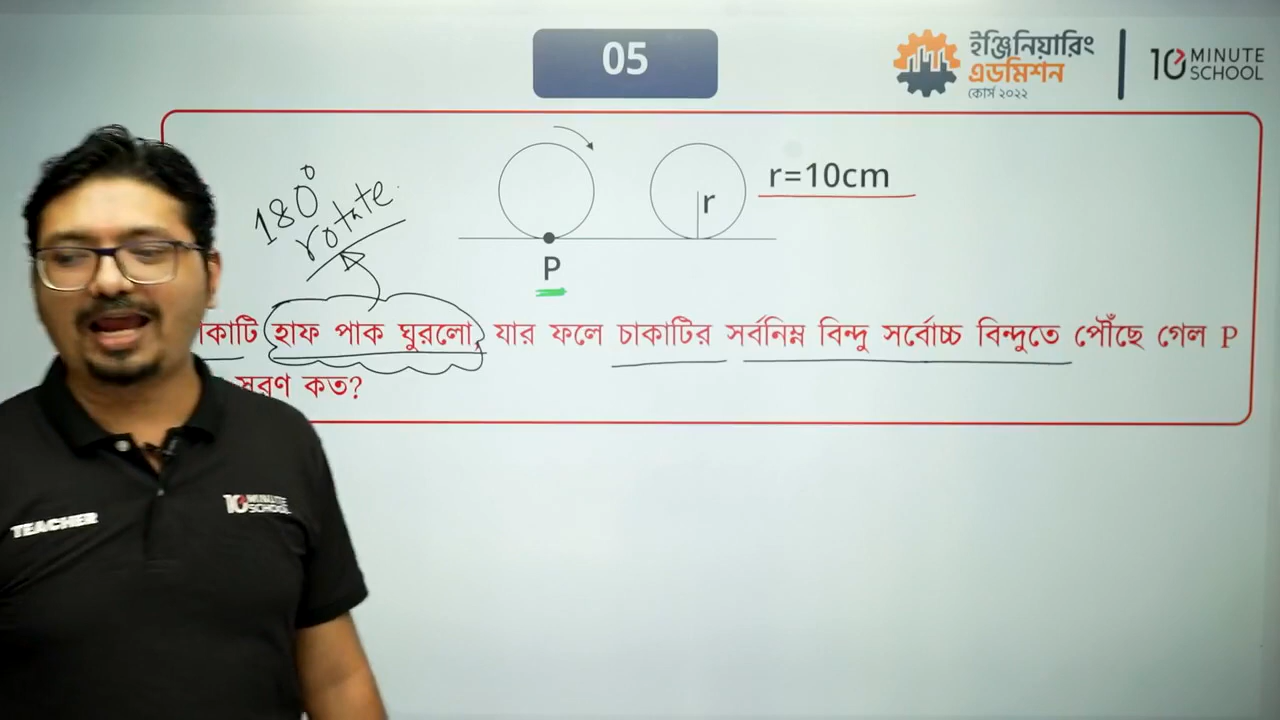 05
ইঞ্জিনিয়ারিং
এডমিশন
কোর্স ২০২২
10 MINUTE
SCHOOL
180°
rotate
r=10cm
r
P
হাফ পাক ঘুরলো, যার ফলে চাকাটির সর্বনিম্ন বিন্দু সর্বোচ্চ বিন্দুতে পৌঁছে গেল P
কত?
TEACHER
10 MINUTE
SCHOOL